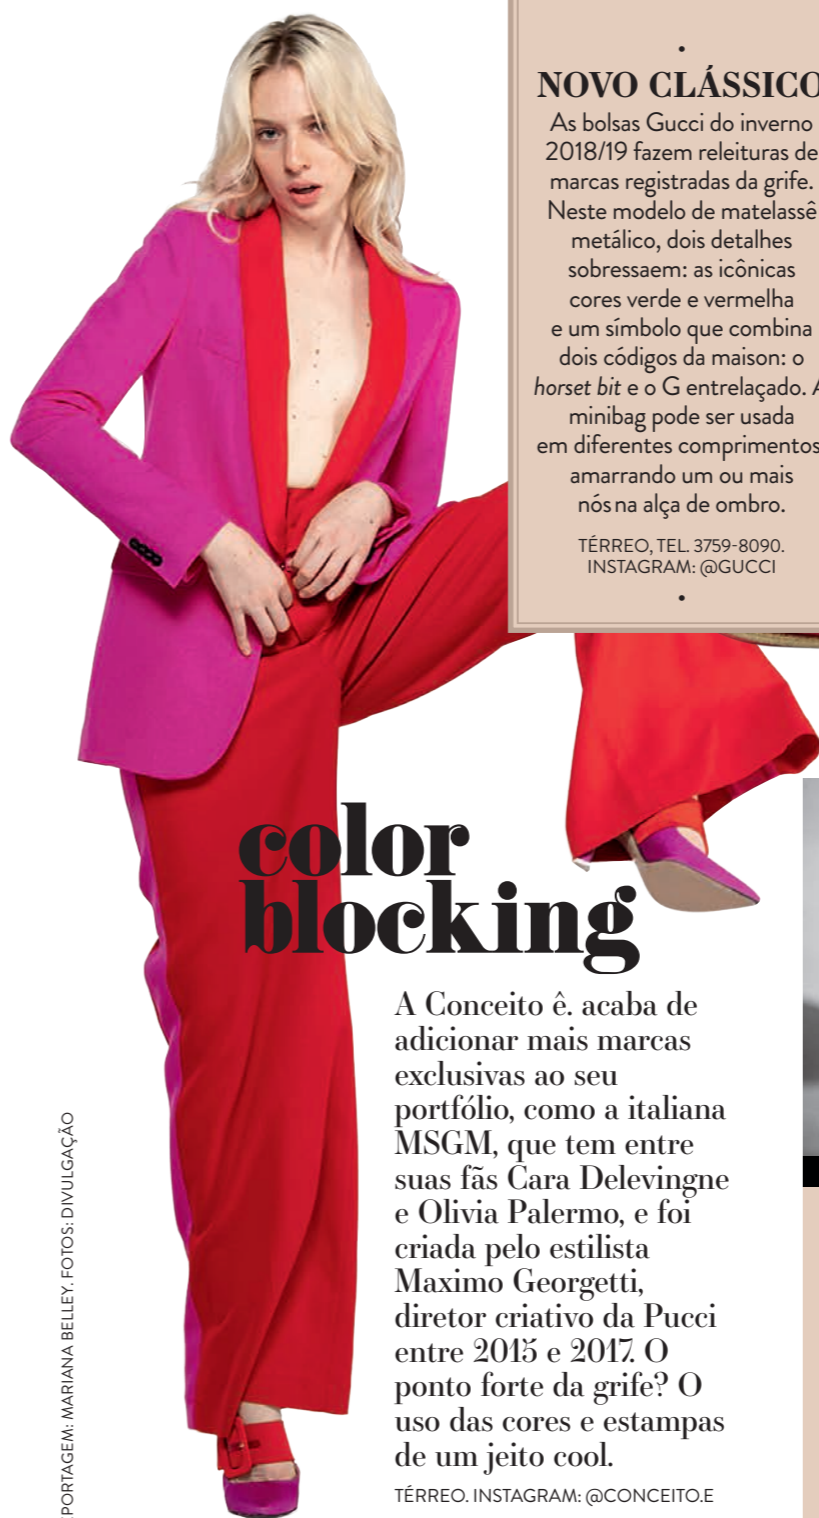 NOVO CLÁSSICO
As bolsas Gucci do inverno
2018/19 fazem releituras de
marcas registradas da grife.
Neste modelo de matelassê
metálico, dois detalhes
sobressaem: as icônicas
cores verde e vermelha
e um símbolo que combina
dois códigos da maison: o
horset bit e o G entrelaçado. A
minibag pode ser usada
em diferentes comprimentos
amarrando um ou mais
nós na alça de ombro.
TÉRREO, TEL. 3759-8090.
INSTAGRAM: @GUCCI
color
blocking
A Conceito ê. acaba de
adicionar mais marcas
exclusivas ao seu
portfólio, como a italiana
MSGM, que tem entre
suas fãs Cara Delevingne
e Olivia Palermo, e foi
criada pelo estilista
Maximo Georgetti,
diretor criativo da Pucci
entre 2015 e 2017. O
ponto forte da grife? O
uso das cores e estampas
de um jeito cool.
TÉRREO. INSTAGRAM: @CONCEITO.E
PORTAGEM: MARIANA BELLEY. FOTOS: DIVULGAÇÃO